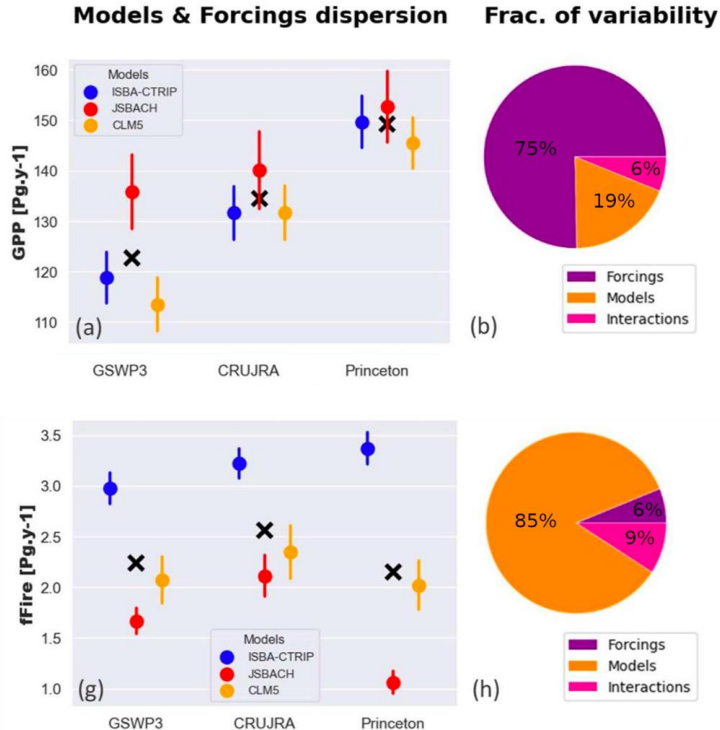 Models & Forcings dispersion
Frac. of variability
GPP [Pg.y-1]
160
150
140
130
120
110
Models
ISBA-CTRIP
JSBACH
CLM5
(a)
GSWP3
CRUJRA
Princeton
75%
6%
19%
(b)
Forcings
Models
Interactions
fFire [Pg.y-1]
3.5
3.0
2.5
2.0
1.5
1.0
Models
ISBA-CTRIP
JSBACH
CLM5
(g)
GSWP3
CRUJRA
Princeton
85%
6%
9%
(h)
Forcings
Models
Interactions